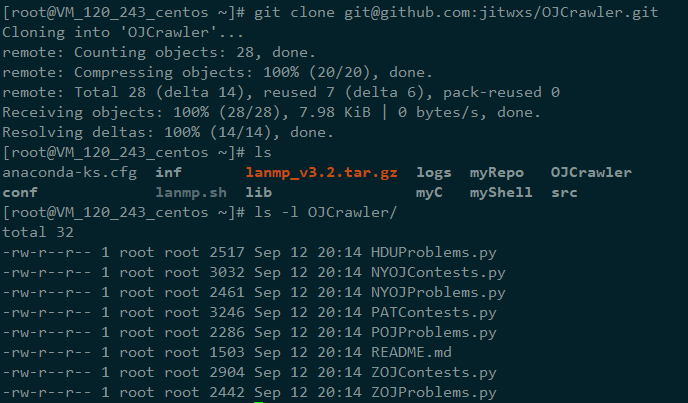 [root@VM_120_243_centos ~]# git clone git@github.com:jitwxs/OJCrawler.git
Cloning into 'OJCrawler'...
remote: Counting objects: 28, done.
remote: Compressing objects: 100% (20/20), done.
remote: Total 28 (delta 14), reused 7 (delta 6), pack-reused 0
Receiving objects: 100% (28/28), 7.98 KiB | 0 bytes/s, done.
Resolving deltas: 100% (14/14), done.
[root@VM_120_243_centos ~]# ls
anaconda-ks.cfg  inf       lanmp_v3.2.tar.gz  logs  myRepo   OJCrawler
conf             lanmp.sh  lib                myC   myShell  src
[root@VM_120_243_centos ~]# ls -l OJCrawler/
total 32
-rw-r--r-- 1 root root 2517 Sep 12 20:14 HDUProblems.py
-rw-r--r-- 1 root root 3032 Sep 12 20:14 NYOJContests.py
-rw-r--r-- 1 root root 2461 Sep 12 20:14 NYOJProblems.py
-rw-r--r-- 1 root root 3246 Sep 12 20:14 PATContests.py
-rw-r--r-- 1 root root 2286 Sep 12 20:14 POJProblems.py
-rw-r--r-- 1 root root 1503 Sep 12 20:14 README.md
-rw-r--r-- 1 root root 2904 Sep 12 20:14 ZOJContests.py
-rw-r--r-- 1 root root 2442 Sep 12 20:14 ZOJProblems.py